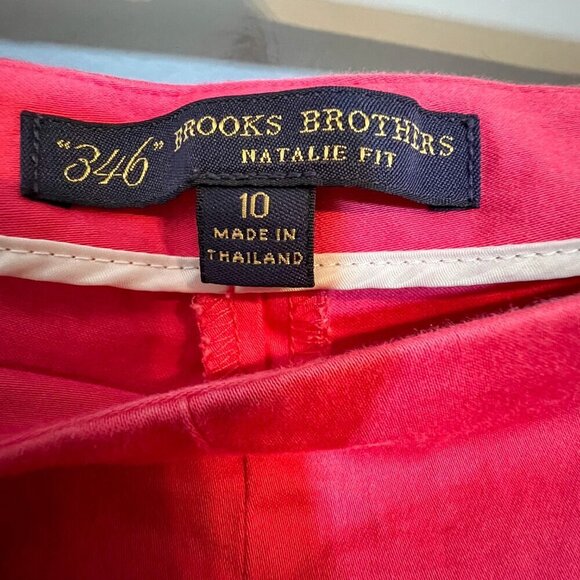 "346" BROOKS BROTHERS
NATALIE FIT
10
MADE IN
THAILAND